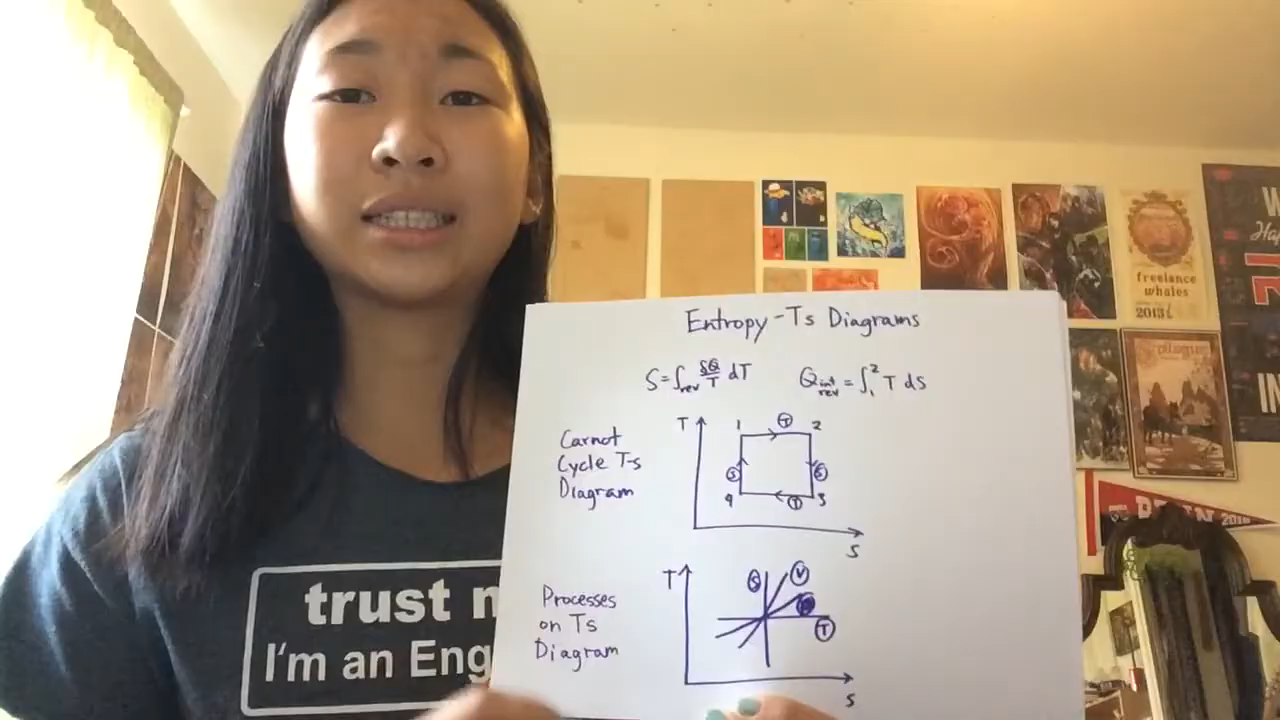 Entropy-Ts Diagrams
S=∫rev δQ/T dT
Qint rev = ∫₁² T ds
Carnot
Cycle T-s
Diagram
T
1
T
2
S
S
4
T
3
S
Processes
on Ts
Diagram
T
S
V
T
S
trust
I'm an Eng
freelance
whales
2013
2016